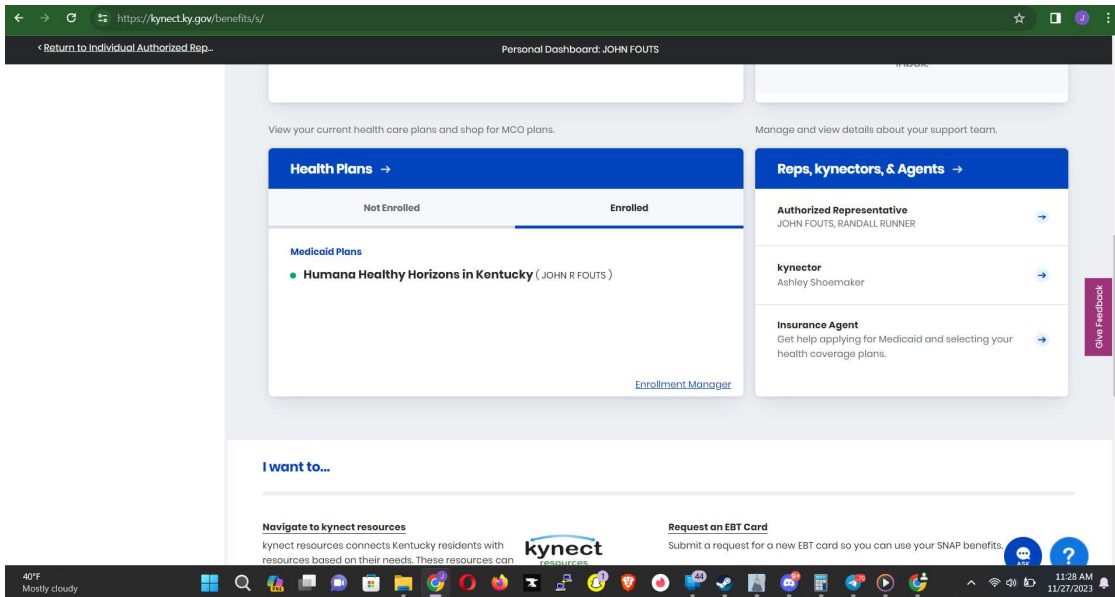 https://kynect.ky.gov/benefits/s/
J
< Return to Individual Authorized Rep...
Personal Dashboard: JOHN FOUTS
View your current health care plans and shop for MCO plans.
Manage and view details about your support team.
Health Plans →
Reps, kynectors, & Agents →
Not Enrolled
Enrolled
Authorized Representative
JOHN FOUTS, RANDALL RUNNER
Medicaid Plans
Humana Healthy Horizons in Kentucky ( JOHN R FOUTS )
kynector
Ashley Shoemaker
Give Feedback
Insurance Agent
Get help applying for Medicaid and selecting your
health coverage plans.
Enrollment Manager
I want to...
Navigate to kynect resources
Request an EBT Card
kynect resources connects Kentucky residents with
resources based on their needs. These resources can
kynect
resources
Submit a request for a new EBT card so you can use your SNAP benefits.
ASK
?
40°F
Mostly cloudy
44
11:28 AM
11/27/2023